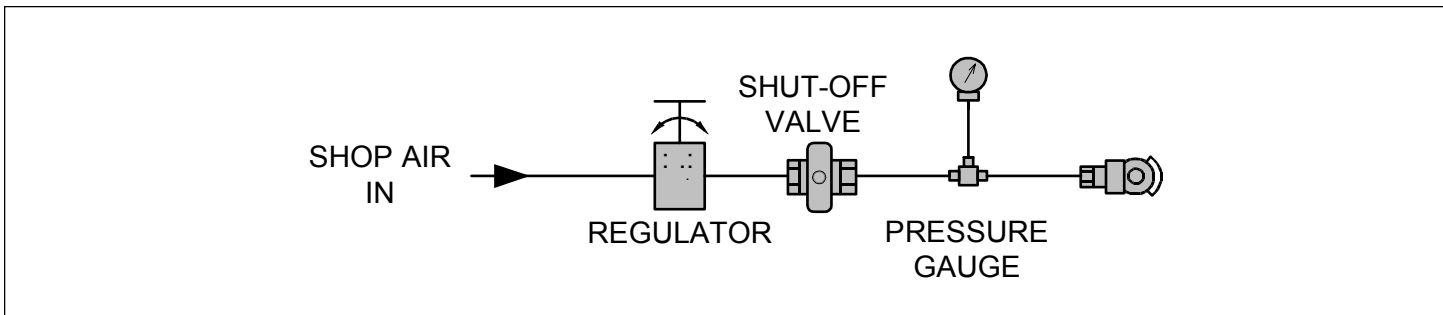 SHOP AIR
IN
REGULATOR
SHUT-OFF
VALVE
PRESSURE
GAUGE